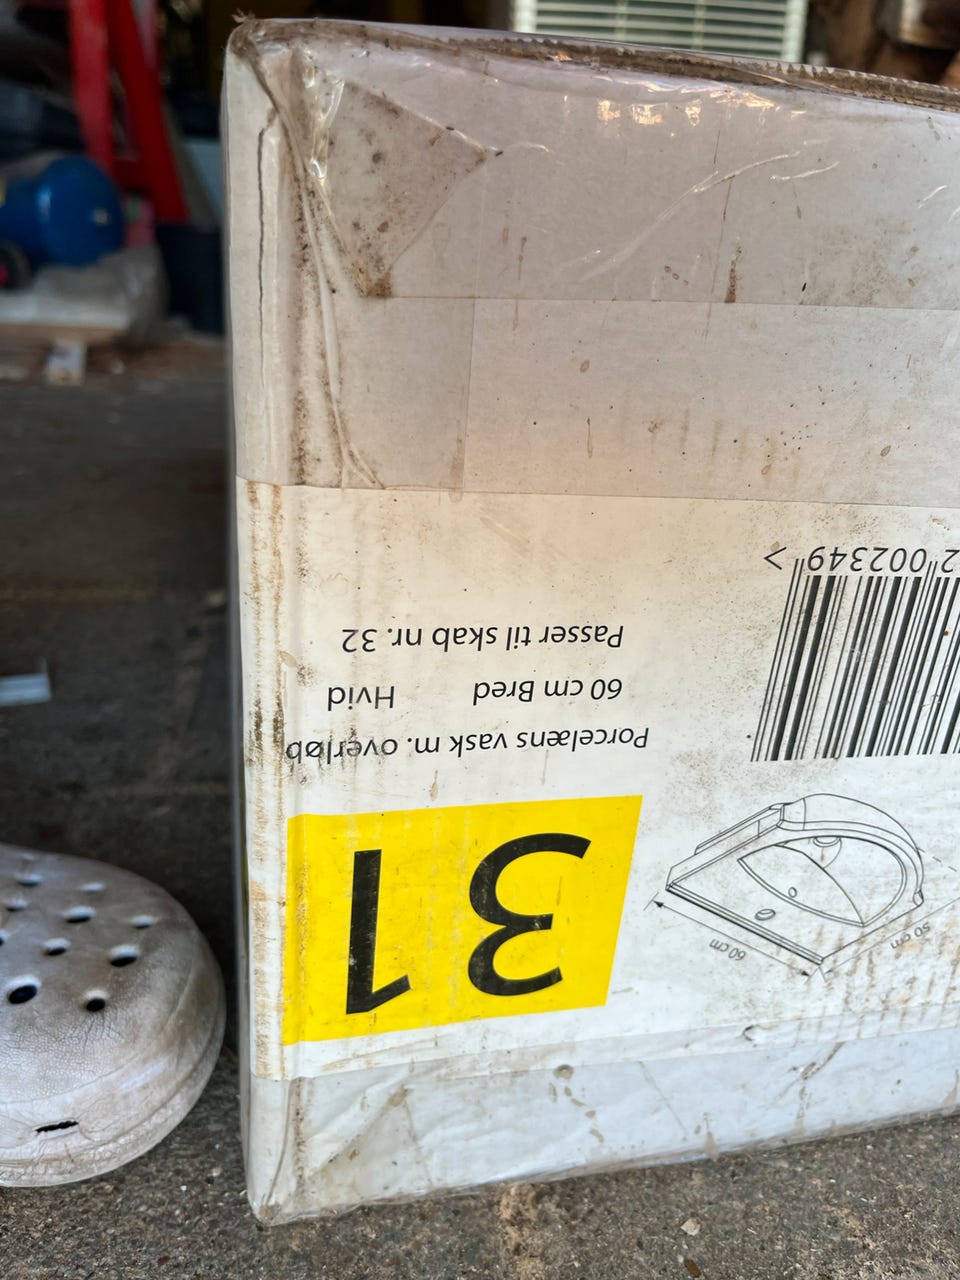 31
Porcelæns vask m. overløb
60 cm Bred Hvid
Passer til skab nr. 32
60 cm
50 cm
2 002349 >